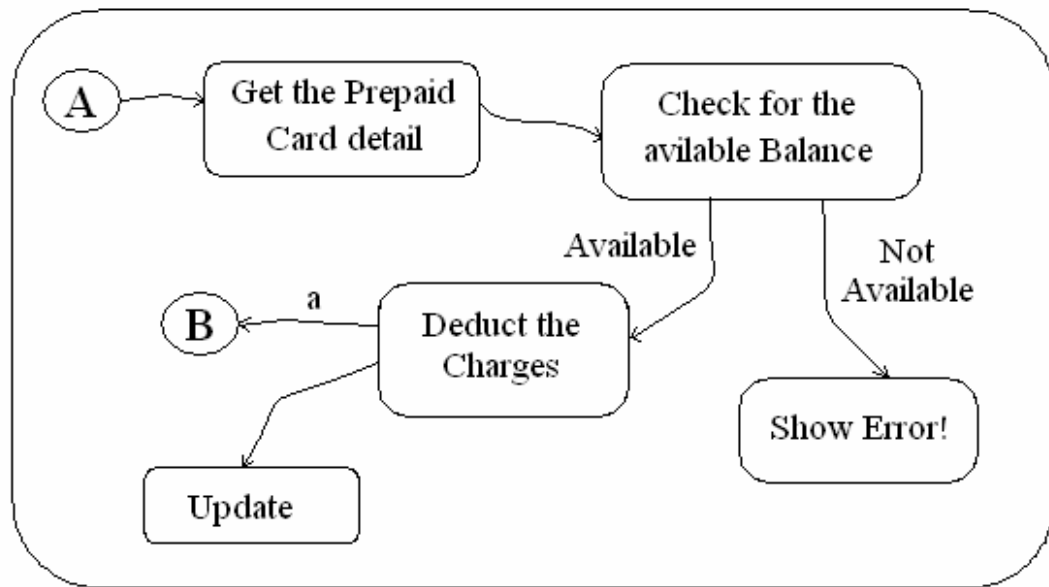 A
Get the Prepaid
Card detail
Check for the
avilable Balance
Available
Not
Available
a
B
Deduct the
Charges
Show Error!
Update